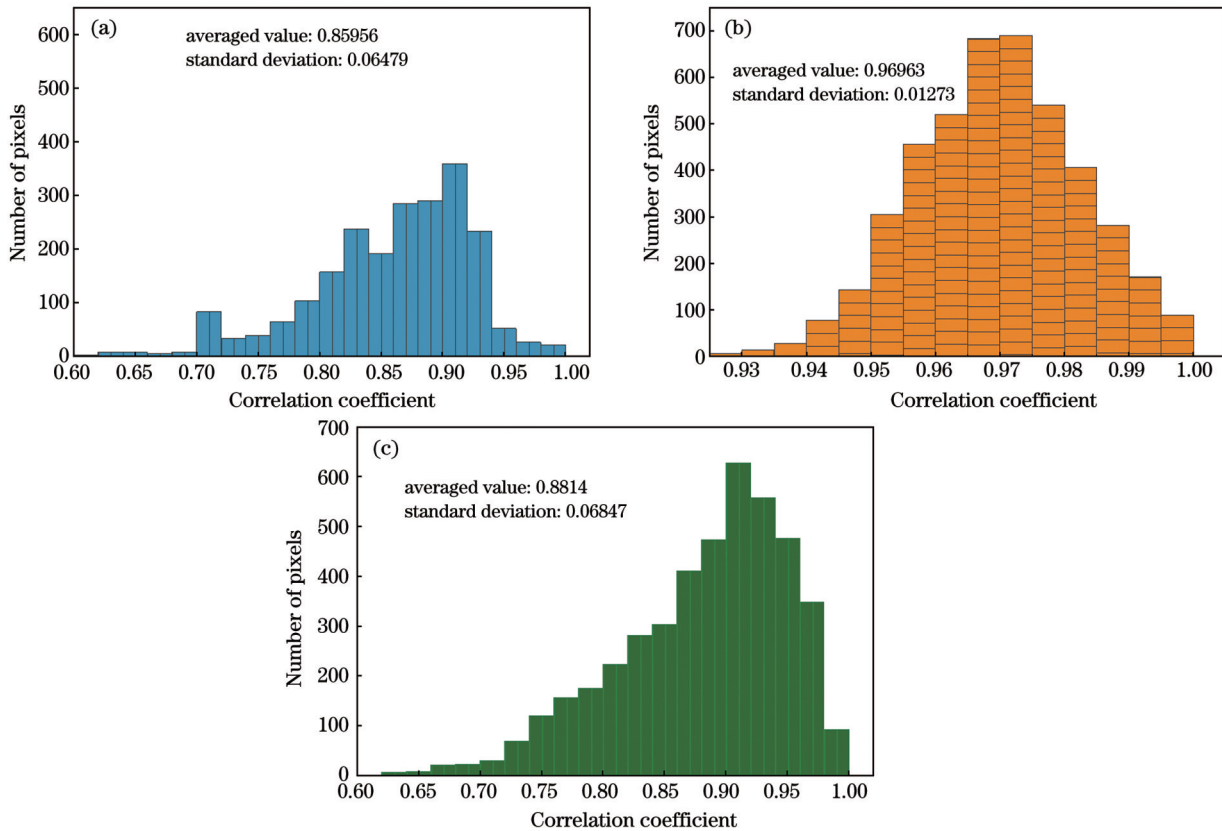 (a)
averaged value: 0.85956
standard deviation: 0.06479
Number of pixels
600
500
400
300
200
100
0
0.60 0.65 0.70 0.75 0.80 0.85 0.90 0.95 1.00
Correlation coefficient
(b)
averaged value: 0.96963
standard deviation: 0.01273
Number of pixels
700
600
500
400
300
200
100
0
0.93 0.94 0.95 0.96 0.97 0.98 0.99 1.00
Correlation coefficient
(c)
averaged value: 0.8814
standard deviation: 0.06847
Number of pixels
700
600
500
400
300
200
100
0
0.60 0.65 0.70 0.75 0.80 0.85 0.90 0.95 1.00
Correlation coefficient